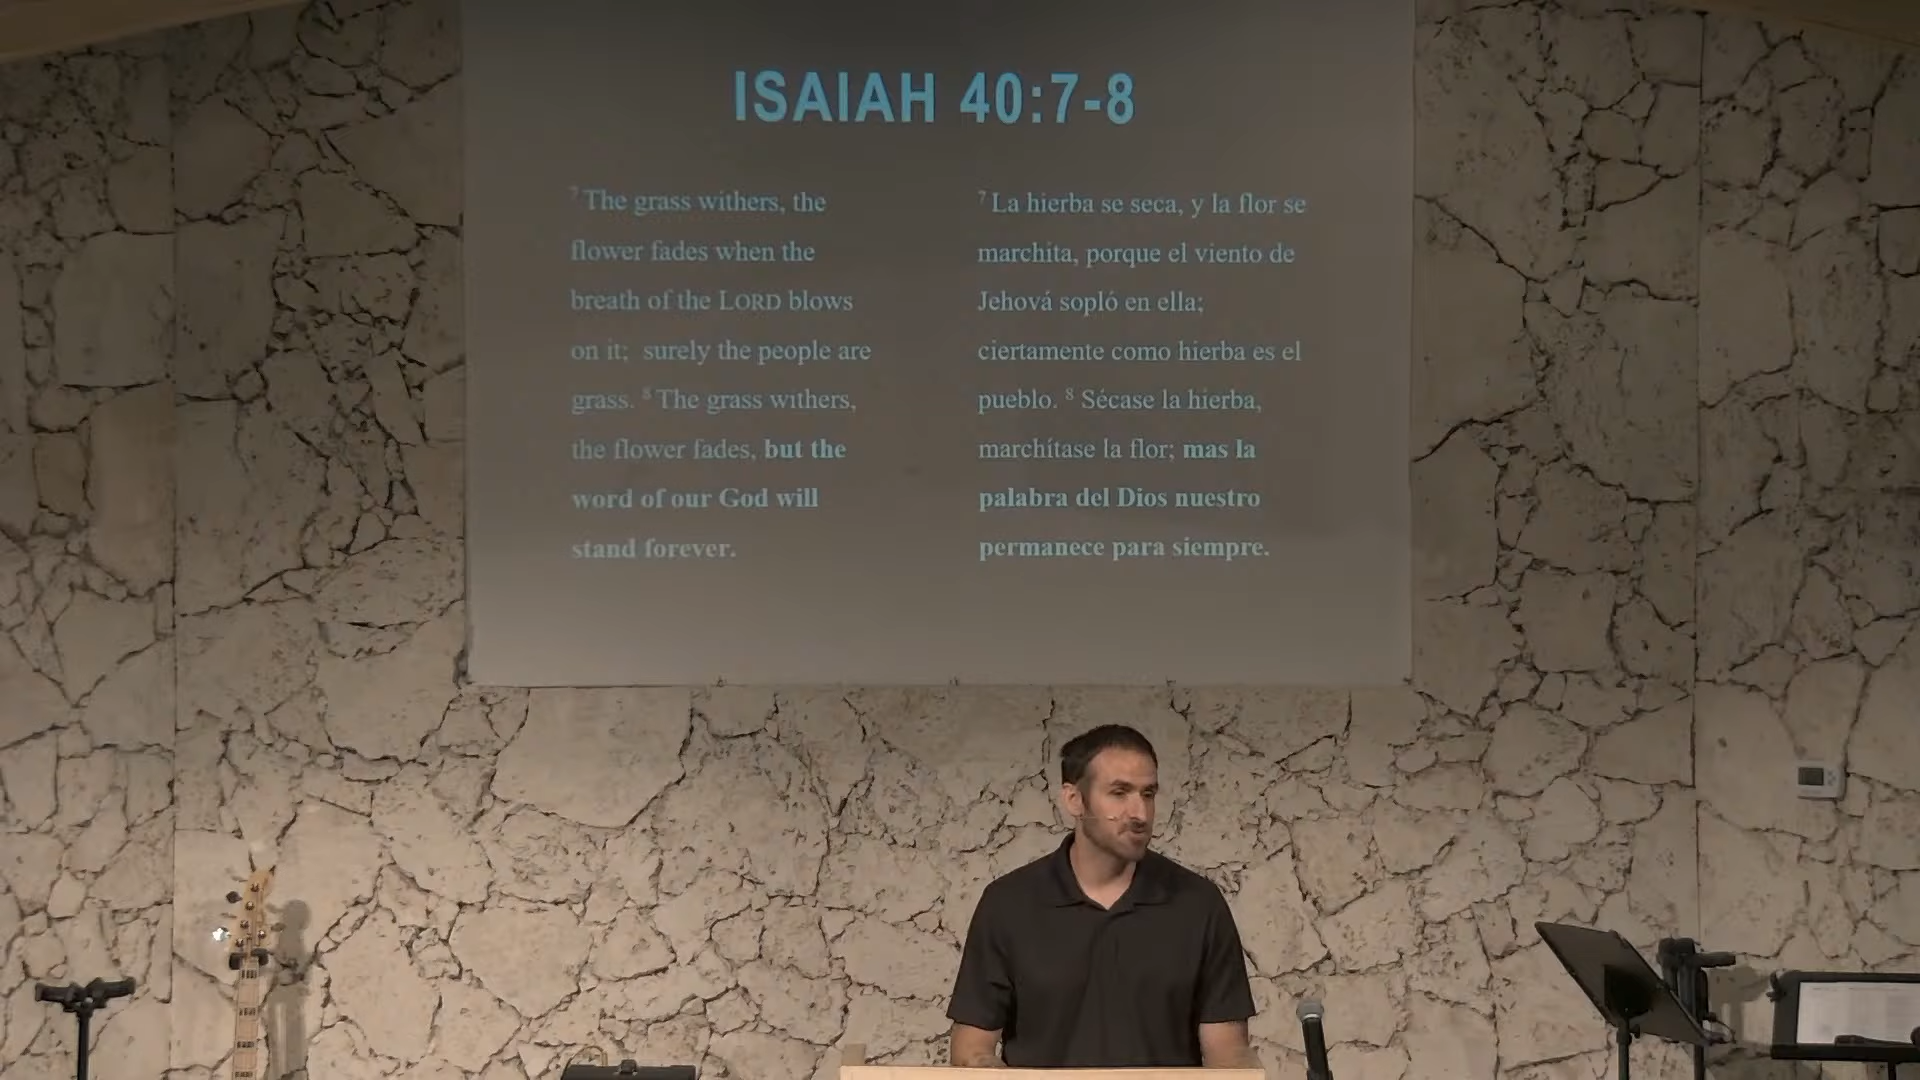 ISAIAH 40:7-8
⁷ The grass withers, the
flower fades when the
breath of the LORD blows
on it; surely the people are
grass. ⁸ The grass withers,
the flower fades, but the
word of our God will
stand forever.
⁷ La hierba se seca, y la flor se
marchita, porque el viento de
Jehová sopló en ella;
ciertamente como hierba es el
pueblo. ⁸ Sécase la hierba,
marchítase la flor; mas la
palabra del Dios nuestro
permanece para siempre.